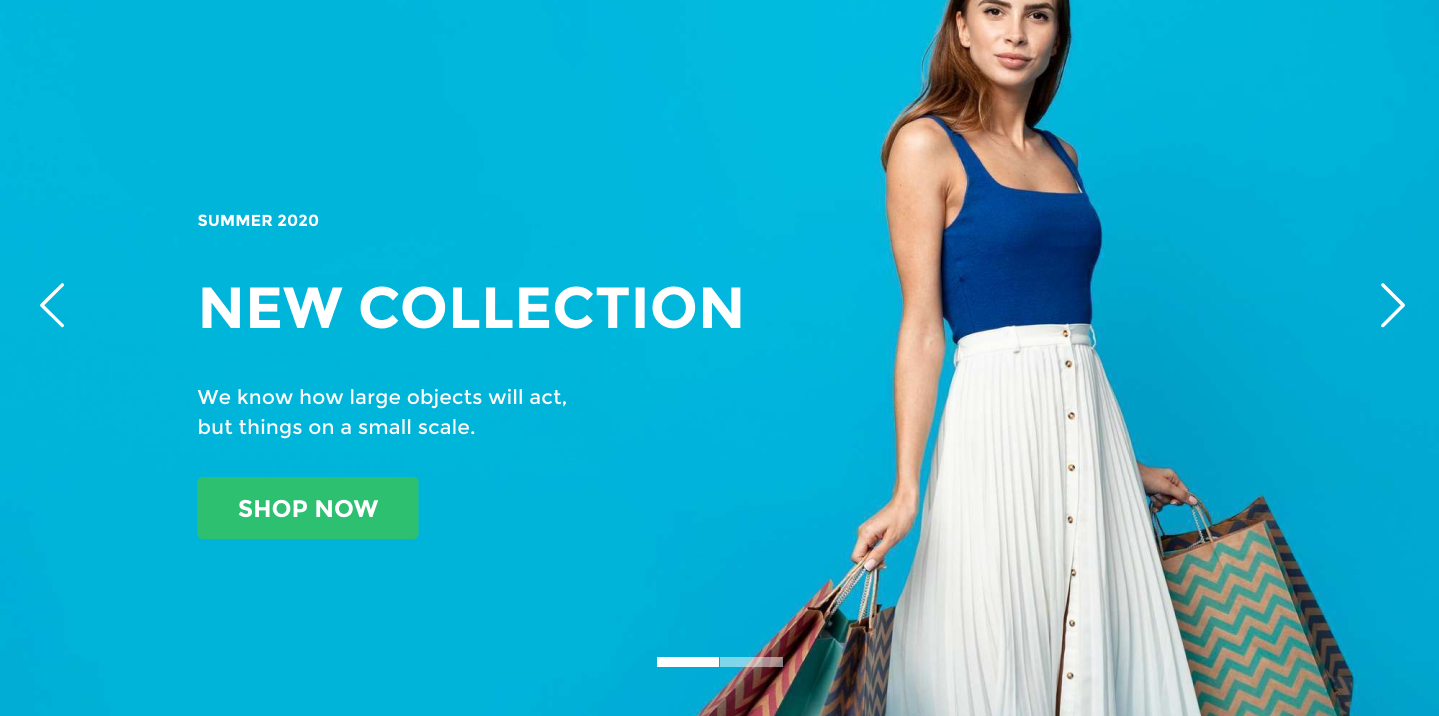 SUMMER 2020
NEW COLLECTION
We know how large objects will act,
but things on a small scale.
SHOP NOW